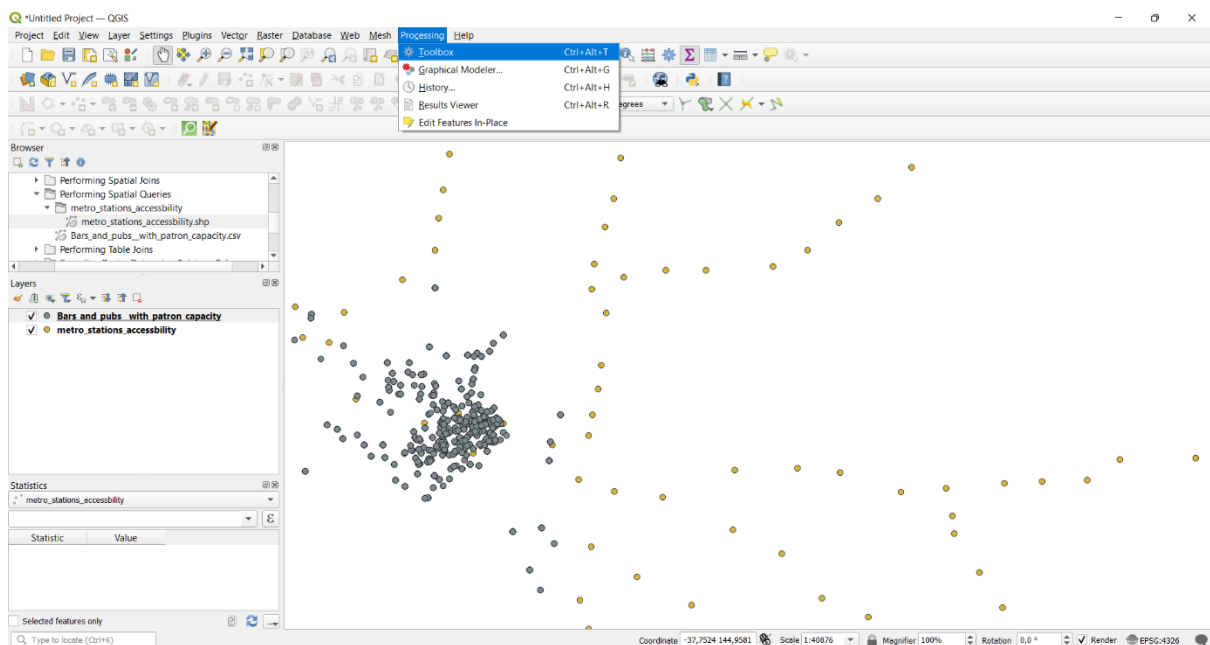 *Untitled Project — QGIS
Project Edit View Layer Settings Plugins Vector Raster Database Web Mesh Processing Help
Toolbox Ctrl+Alt+T
Graphical Modeler... Ctrl+Alt+G
History... Ctrl+Alt+H
Results Viewer Ctrl+Alt+R
Edit Features In-Place
egrees
Browser
Performing Spatial Joins
Performing Spatial Queries
metro_stations_accessbility
metro_stations_accessbility.shp
Bars_and_pubs__with_patron_capacity.csv
Performing Table Joins
Layers
Bars and pubs with patron capacity
metro_stations_accessbility
Statistics
metro_stations_accessbility
Statistic Value
Selected features only
Type to locate (Ctrl+K)
Coordinate -37,7524 144,9581 Scale 1:40876 Magnifier 100% Rotation 0,0 ° Render EPSG:4326